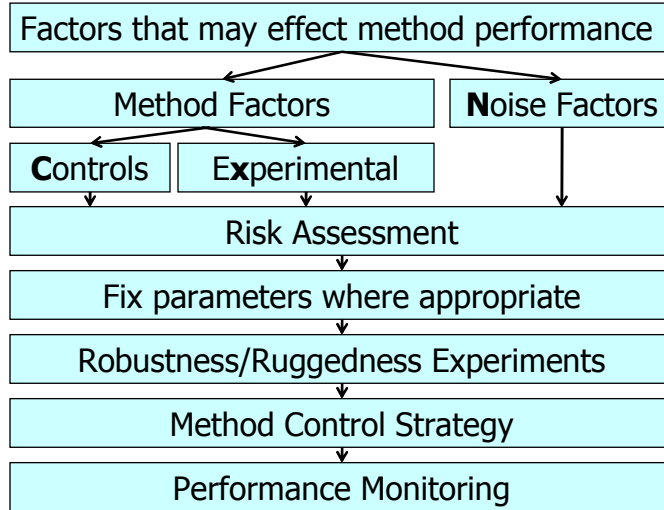 Factors that may effect method performance
Method Factors
Noise Factors
Controls
Experimental
Risk Assessment
Fix parameters where appropriate
Robustness/Ruggedness Experiments
Method Control Strategy
Performance Monitoring